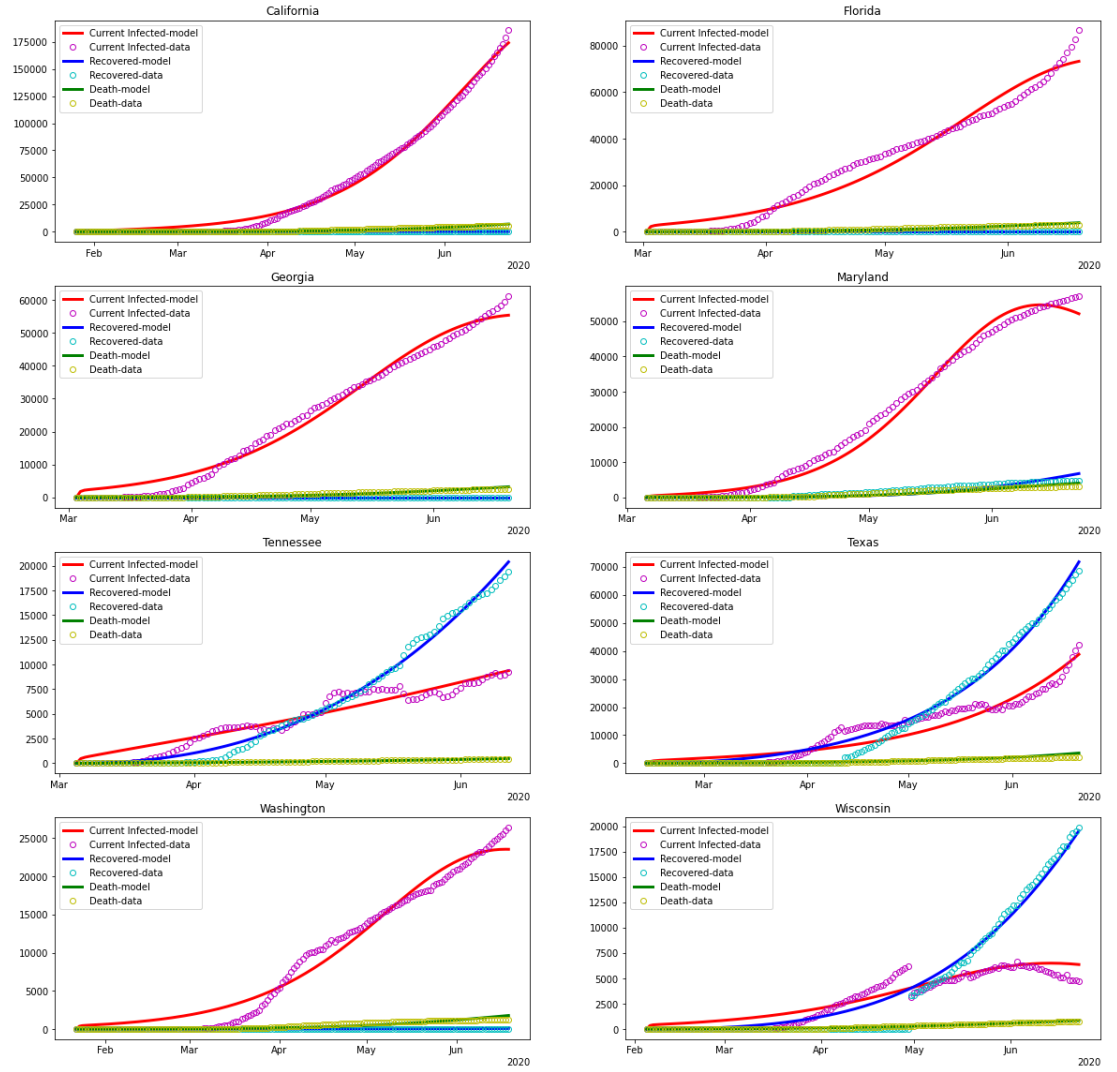 California
Current Infected-model
Current Infected-data
Recovered-model
Recovered-data
Death-model
Death-data
175000
150000
125000
100000
75000
50000
25000
0
Feb
Mar
Apr
May
Jun
2020
Florida
Current Infected-model
Current Infected-data
Recovered-model
Recovered-data
Death-model
Death-data
80000
60000
40000
20000
0
Mar
Apr
May
Jun
2020
Georgia
Current Infected-model
Current Infected-data
Recovered-model
Recovered-data
Death-model
Death-data
60000
50000
40000
30000
20000
10000
0
Mar
Apr
May
Jun
2020
Maryland
Current Infected-model
Current Infected-data
Recovered-model
Recovered-data
Death-model
Death-data
50000
40000
30000
20000
10000
0
Mar
Apr
May
Jun
2020
Tennessee
Current Infected-model
Current Infected-data
Recovered-model
Recovered-data
Death-model
Death-data
20000
17500
15000
12500
10000
7500
5000
2500
0
Mar
Apr
May
Jun
2020
Texas
Current Infected-model
Current Infected-data
Recovered-model
Recovered-data
Death-model
Death-data
70000
60000
50000
40000
30000
20000
10000
0
Mar
Apr
May
Jun
2020
Washington
Current Infected-model
Current Infected-data
Recovered-model
Recovered-data
Death-model
Death-data
25000
20000
15000
10000
5000
0
Feb
Mar
Apr
May
Jun
2020
Wisconsin
Current Infected-model
Current Infected-data
Recovered-model
Recovered-data
Death-model
Death-data
20000
17500
15000
12500
10000
7500
5000
2500
0
Feb
Mar
Apr
May
Jun
2020